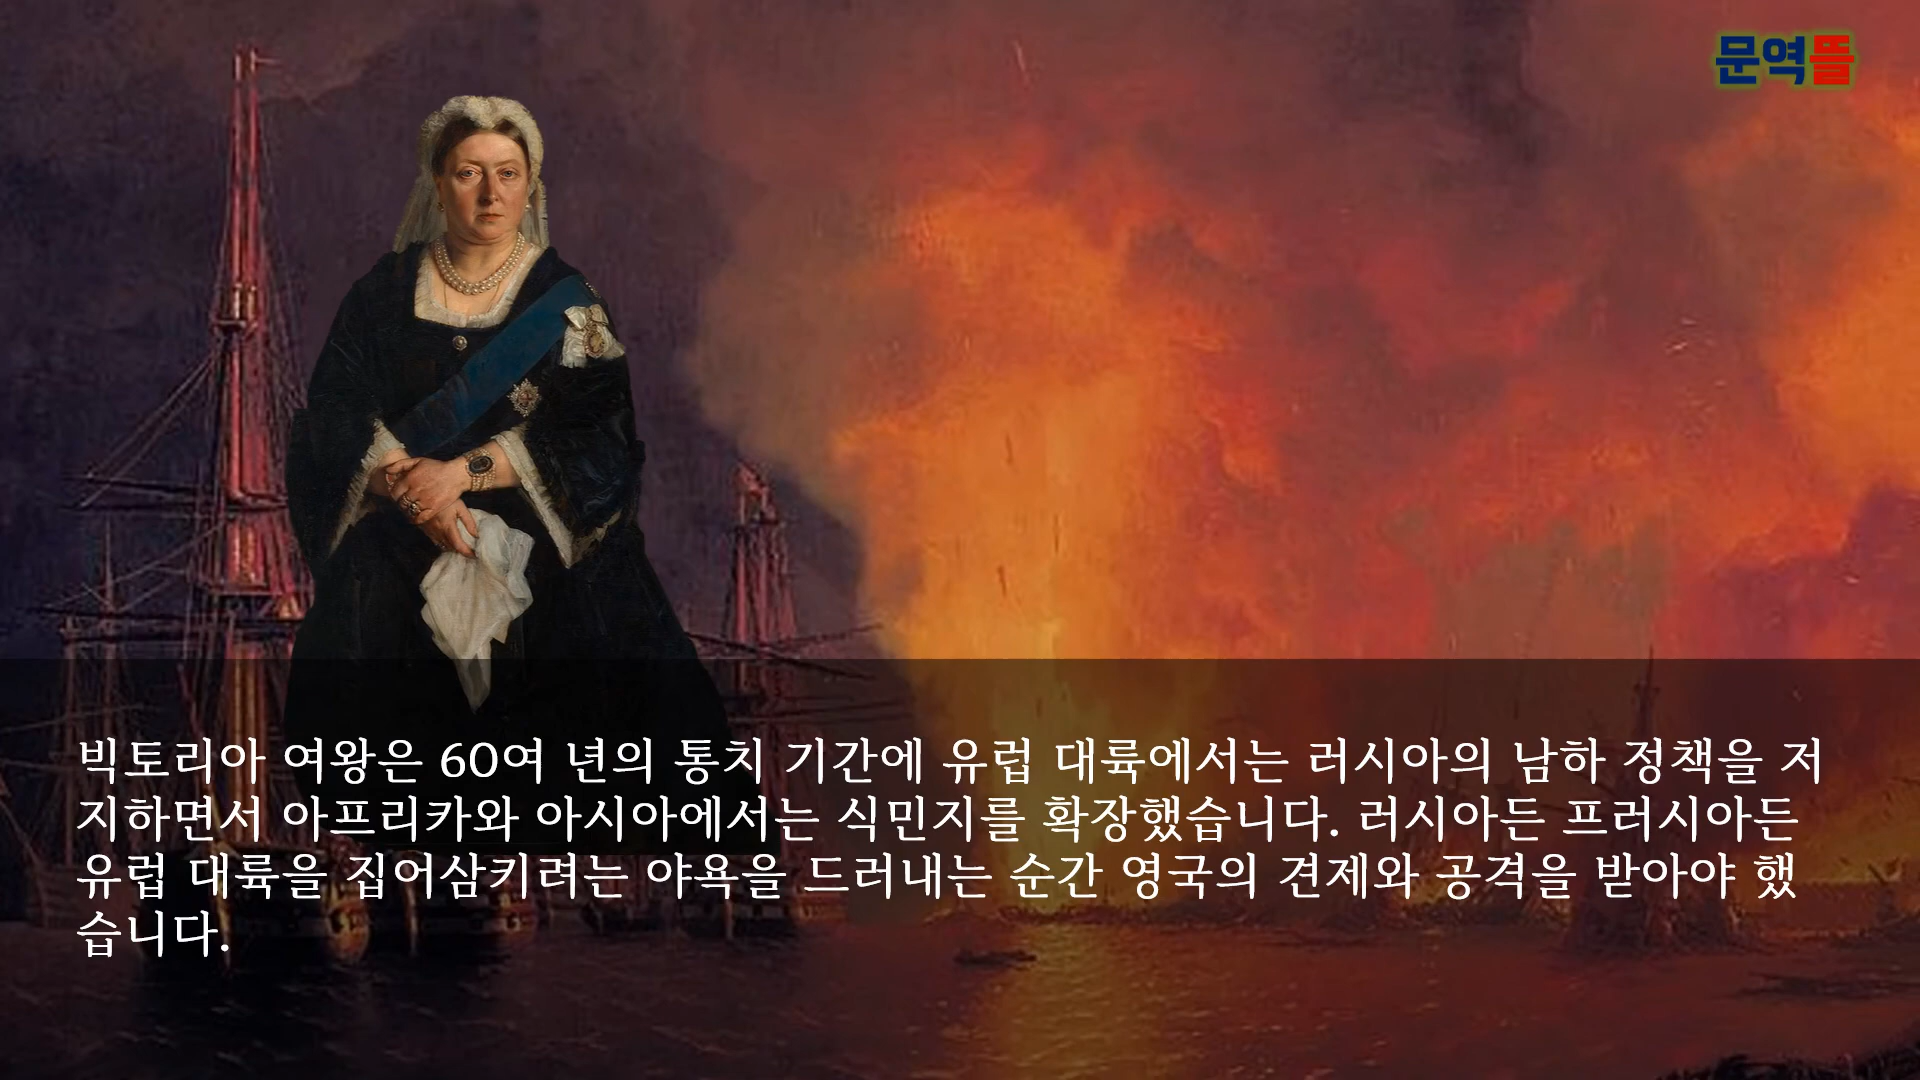 문역뜰
빅토리아 여왕은 60여 년의 통치 기간에 유럽 대륙에서는 러시아의 남하 정책을 저
지하면서 아프리카와 아시아에서는 식민지를 확장했습니다. 러시아든 프러시아든
유럽 대륙을 집어삼키려는 야욕을 드러내는 순간 영국의 견제와 공격을 받아야 했
습니다.